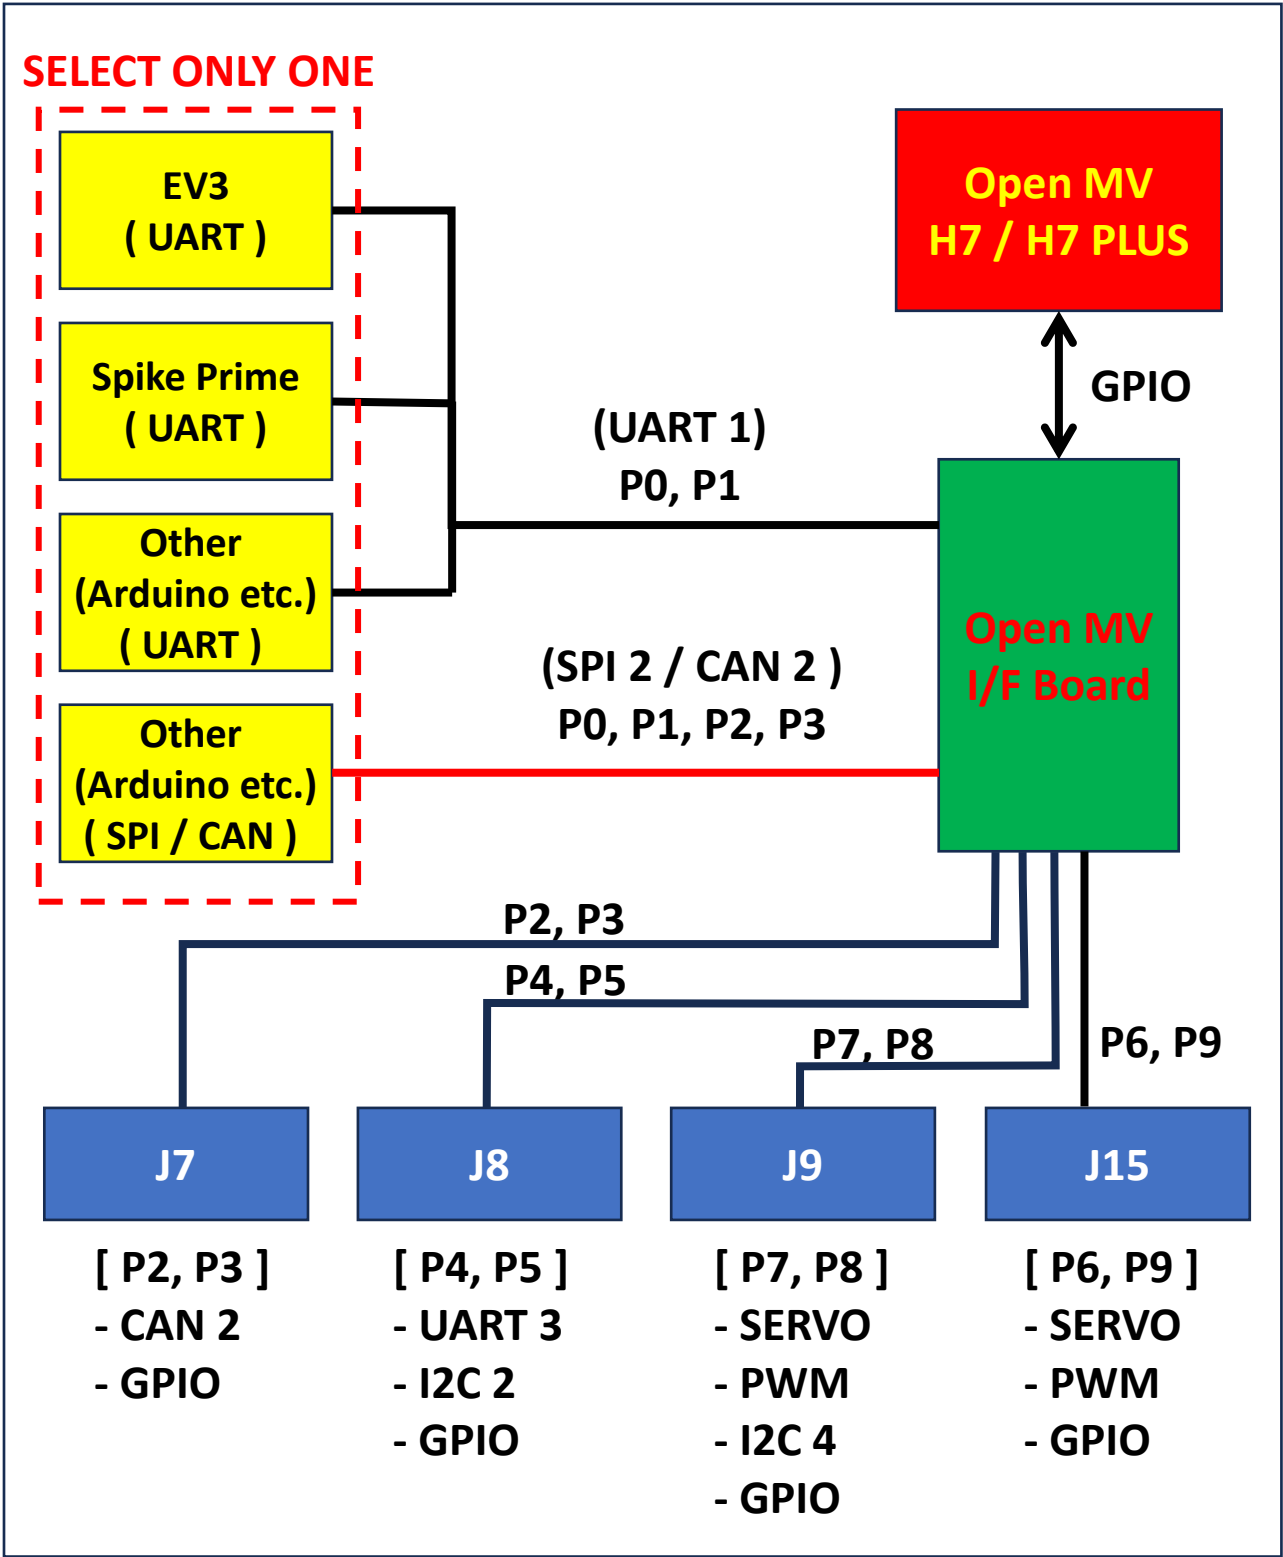 SELECT ONLY ONE
EV3
( UART )
Spike Prime
( UART )
Other
(Arduino etc.)
( UART )
Other
(Arduino etc.)
( SPI / CAN )
Open MV
H7 / H7 PLUS
GPIO
(UART 1)
P0, P1
(SPI 2 / CAN 2 )
P0, P1, P2, P3
Open MV
I/F Board
P2, P3
P4, P5
P7, P8
P6, P9
J7
[ P2, P3 ]
- CAN 2
- GPIO
J8
[ P4, P5 ]
- UART 3
- I2C 2
- GPIO
J9
[ P7, P8 ]
- SERVO
- PWM
- I2C 4
- GPIO
J15
[ P6, P9 ]
- SERVO
- PWM
- GPIO